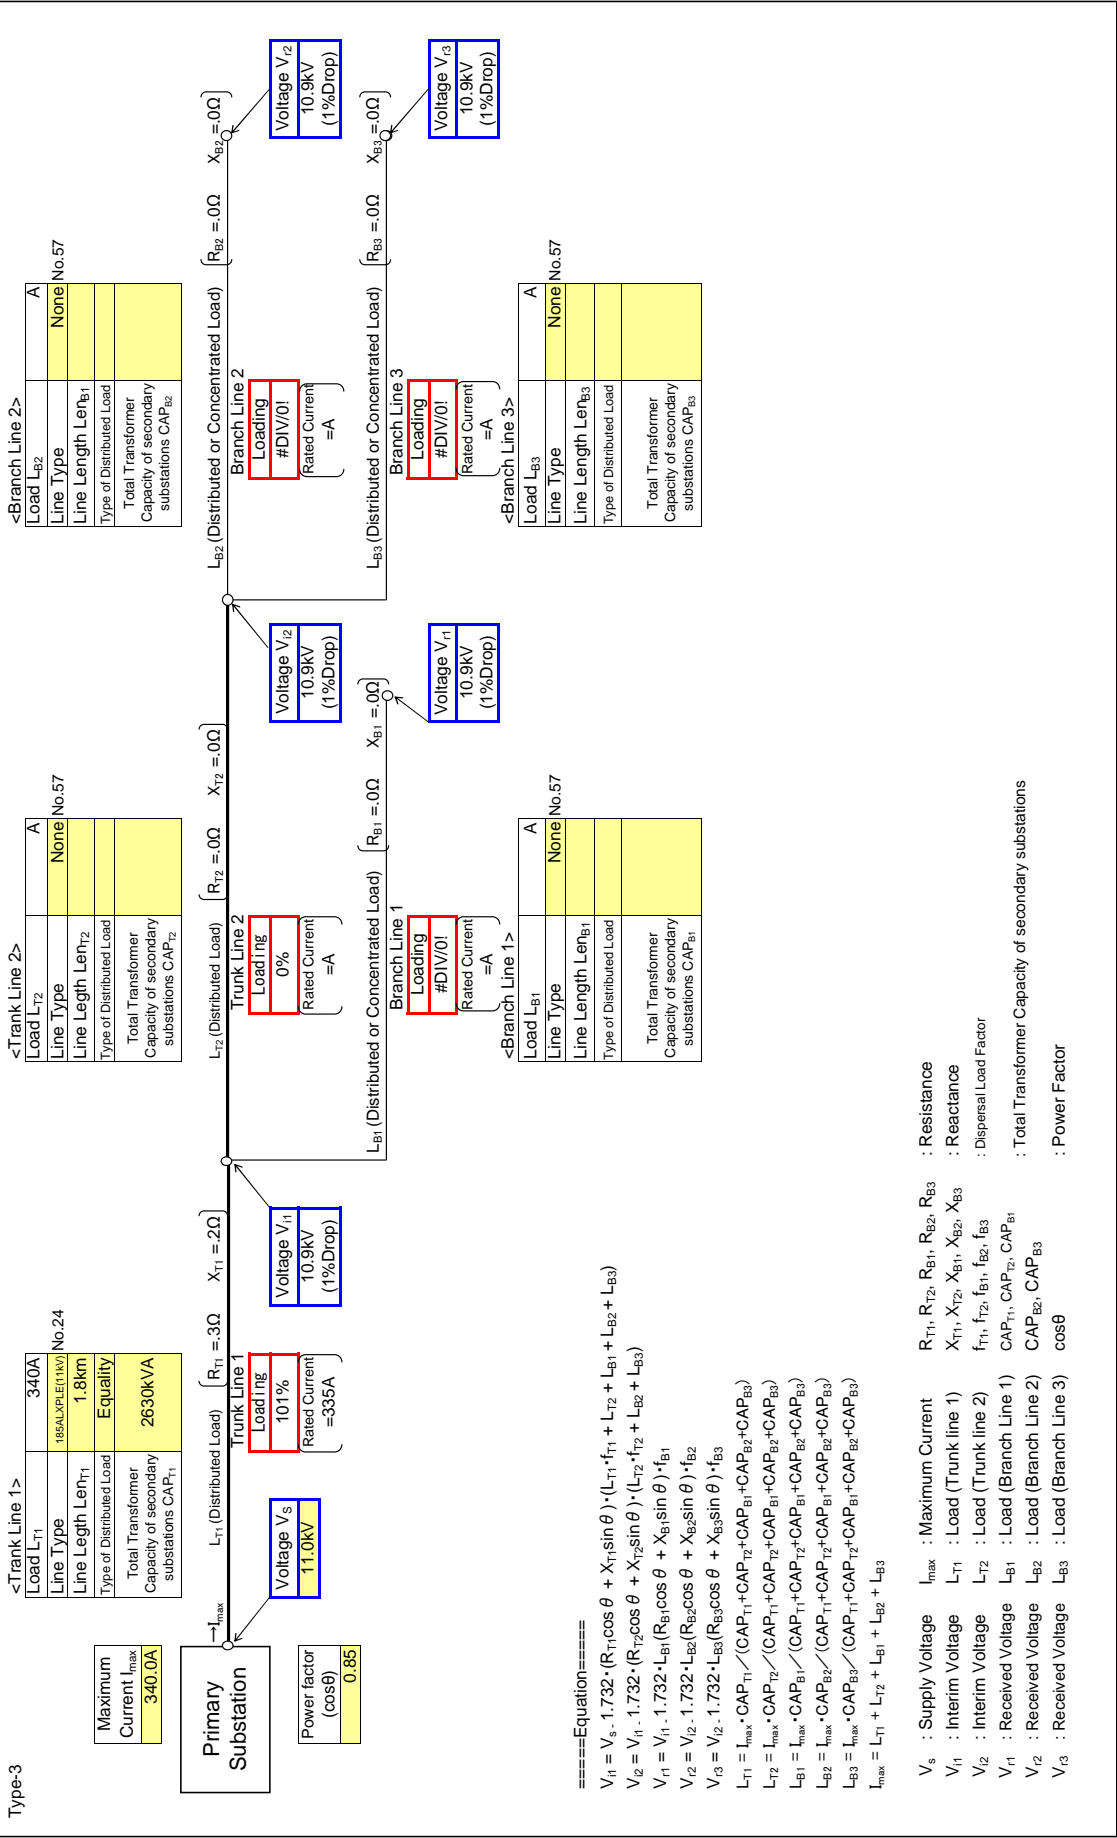 Type-3
Maximum
Current Imax
340.0A
Primary
Substation
Power factor
(cosθ)
0.85
→Imax
Voltage VS
11.0kV
<Trank Line 1>
Load LT1 340A
Line Type 185ALXPLE(11kV) No.24
Line Length LenT1 1.8km
Type of Distributed Load Equality
Total Transformer
Capacity of secondary
substations CAPT1
2630kVA
LT1 (Distributed Load) RT1 =.3Ω XT1 =.2Ω
Trunk Line 1
Loading
101%
Rated Current
=335A
Voltage Vi1
10.9kV
(1%Drop)
<Trank Line 2>
Load LT2 A
Line Type None No.57
Line Legth LenT2
Type of Distributed Load
Total Transformer
Capacity of secondary
substations CAPT2
LT2 (Distributed Load) RT2 =.0Ω XT2 =.0Ω
Trunk Line 2
Loading
0%
Rated Current
=A
Voltage Vi2
10.9kV
(1%Drop)
LB1 (Distributed or Concentrated Load) RB1 =.0Ω XB1 =.0Ω
Branch Line 1
Loading
#DIV/0!
Rated Current
=A
Voltage Vr1
10.9kV
(1%Drop)
<Branch Line 1>
Load LB1 A
Line Type None No.57
Line Length LenB1
Type of Distributed Load
Total Transformer
Capacity of secondary
substations CAPB1
<Branch Line 2>
Load LB2 A
Line Type None No.57
Line Length LenB1
Type of Distributed Load
Total Transformer
Capacity of secondary
substations CAPB2
LB2 (Distributed or Concentrated Load) RB2 =.0Ω XB2 =.0Ω
Branch Line 2
Loading
#DIV/0!
Rated Current
=A
Voltage Vr2
10.9kV
(1%Drop)
LB3 (Distributed or Concentrated Load) RB3 =.0Ω XB3 =.0Ω
Branch Line 3
Loading
#DIV/0!
Rated Current
=A
Voltage Vr3
10.9kV
(1%Drop)
<Branch Line 3>
Load LB3 A
Line Type None No.57
Line Length LenB3
Type of Distributed Load
Total Transformer
Capacity of secondary
substations CAPB3
=====Equation=====
Vi1 = VS - 1.732・(RT1cosθ + XT1sinθ)・(LT1・fT1 + LT2 + LB1 + LB2 + LB3)
Vi2 = Vi1 - 1.732・(RT2cosθ + XT2sinθ)・(LT2・fT2 + LB2 + LB3)
Vr1 = Vi1 - 1.732・LB1(RB1cosθ + XB1sinθ)・fB1
Vr2 = Vi2 - 1.732・LB2(RB2cosθ + XB2sinθ)・fB2
Vr3 = Vi2 - 1.732・LB3(RB3cosθ + XB3sinθ)・fB3
LT1 = Imax・CAPT1／(CAPT1+CAPT2+CAPB1+CAPB2+CAPB3)
LT2 = Imax・CAPT2／(CAPT1+CAPT2+CAPB1+CAPB2+CAPB3)
LB1 = Imax・CAPB1／(CAPT1+CAPT2+CAPB1+CAPB2+CAPB3)
LB2 = Imax・CAPB2／(CAPT1+CAPT2+CAPB1+CAPB2+CAPB3)
LB3 = Imax・CAPB3／(CAPT1+CAPT2+CAPB1+CAPB2+CAPB3)
Imax = LT1 + LT2 + LB1 + LB2 + LB3
Vs : Supply Voltage Imax : Maximum Current RT1, RT2, RB1, RB2, RB3 : Resistance
Vi1 : Interim Voltage LT1 : Load (Trunk line 1) XT1, XT2, XB1, XB2, XB3 : Reactance
Vi2 : Interim Voltage LT2 : Load (Trunk line 2) fT1, fT2, fB1, fB2, fB3 : Dispersal Load Factor
Vr1 : Received Voltage LB1 : Load (Branch Line 1) CAPT1, CAPT2, CAPB1 : Total Transformer Capacity of secondary substations
Vr2 : Received Voltage LB2 : Load (Branch Line 2) CAPB2, CAPB3
Vr3 : Received Voltage LB3 : Load (Branch Line 3) cosθ : Power Factor